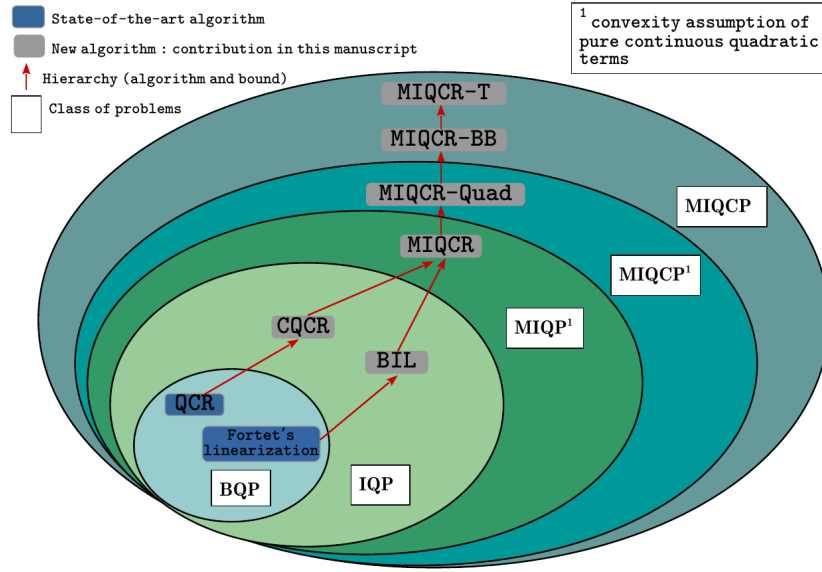 State-of-the-art algorithm
New algorithm : contribution in this manuscript
Hierarchy (algorithm and bound)
Class of problems
1 convexity assumption of
pure continuous quadratic
terms
MIQCR-T
MIQCR-BB
MIQCR-Quad
MIQCP
MIQCR
MIQCP¹
CQCR
MIQP¹
BIL
QCR
Fortet's
linearization
BQP
IQP